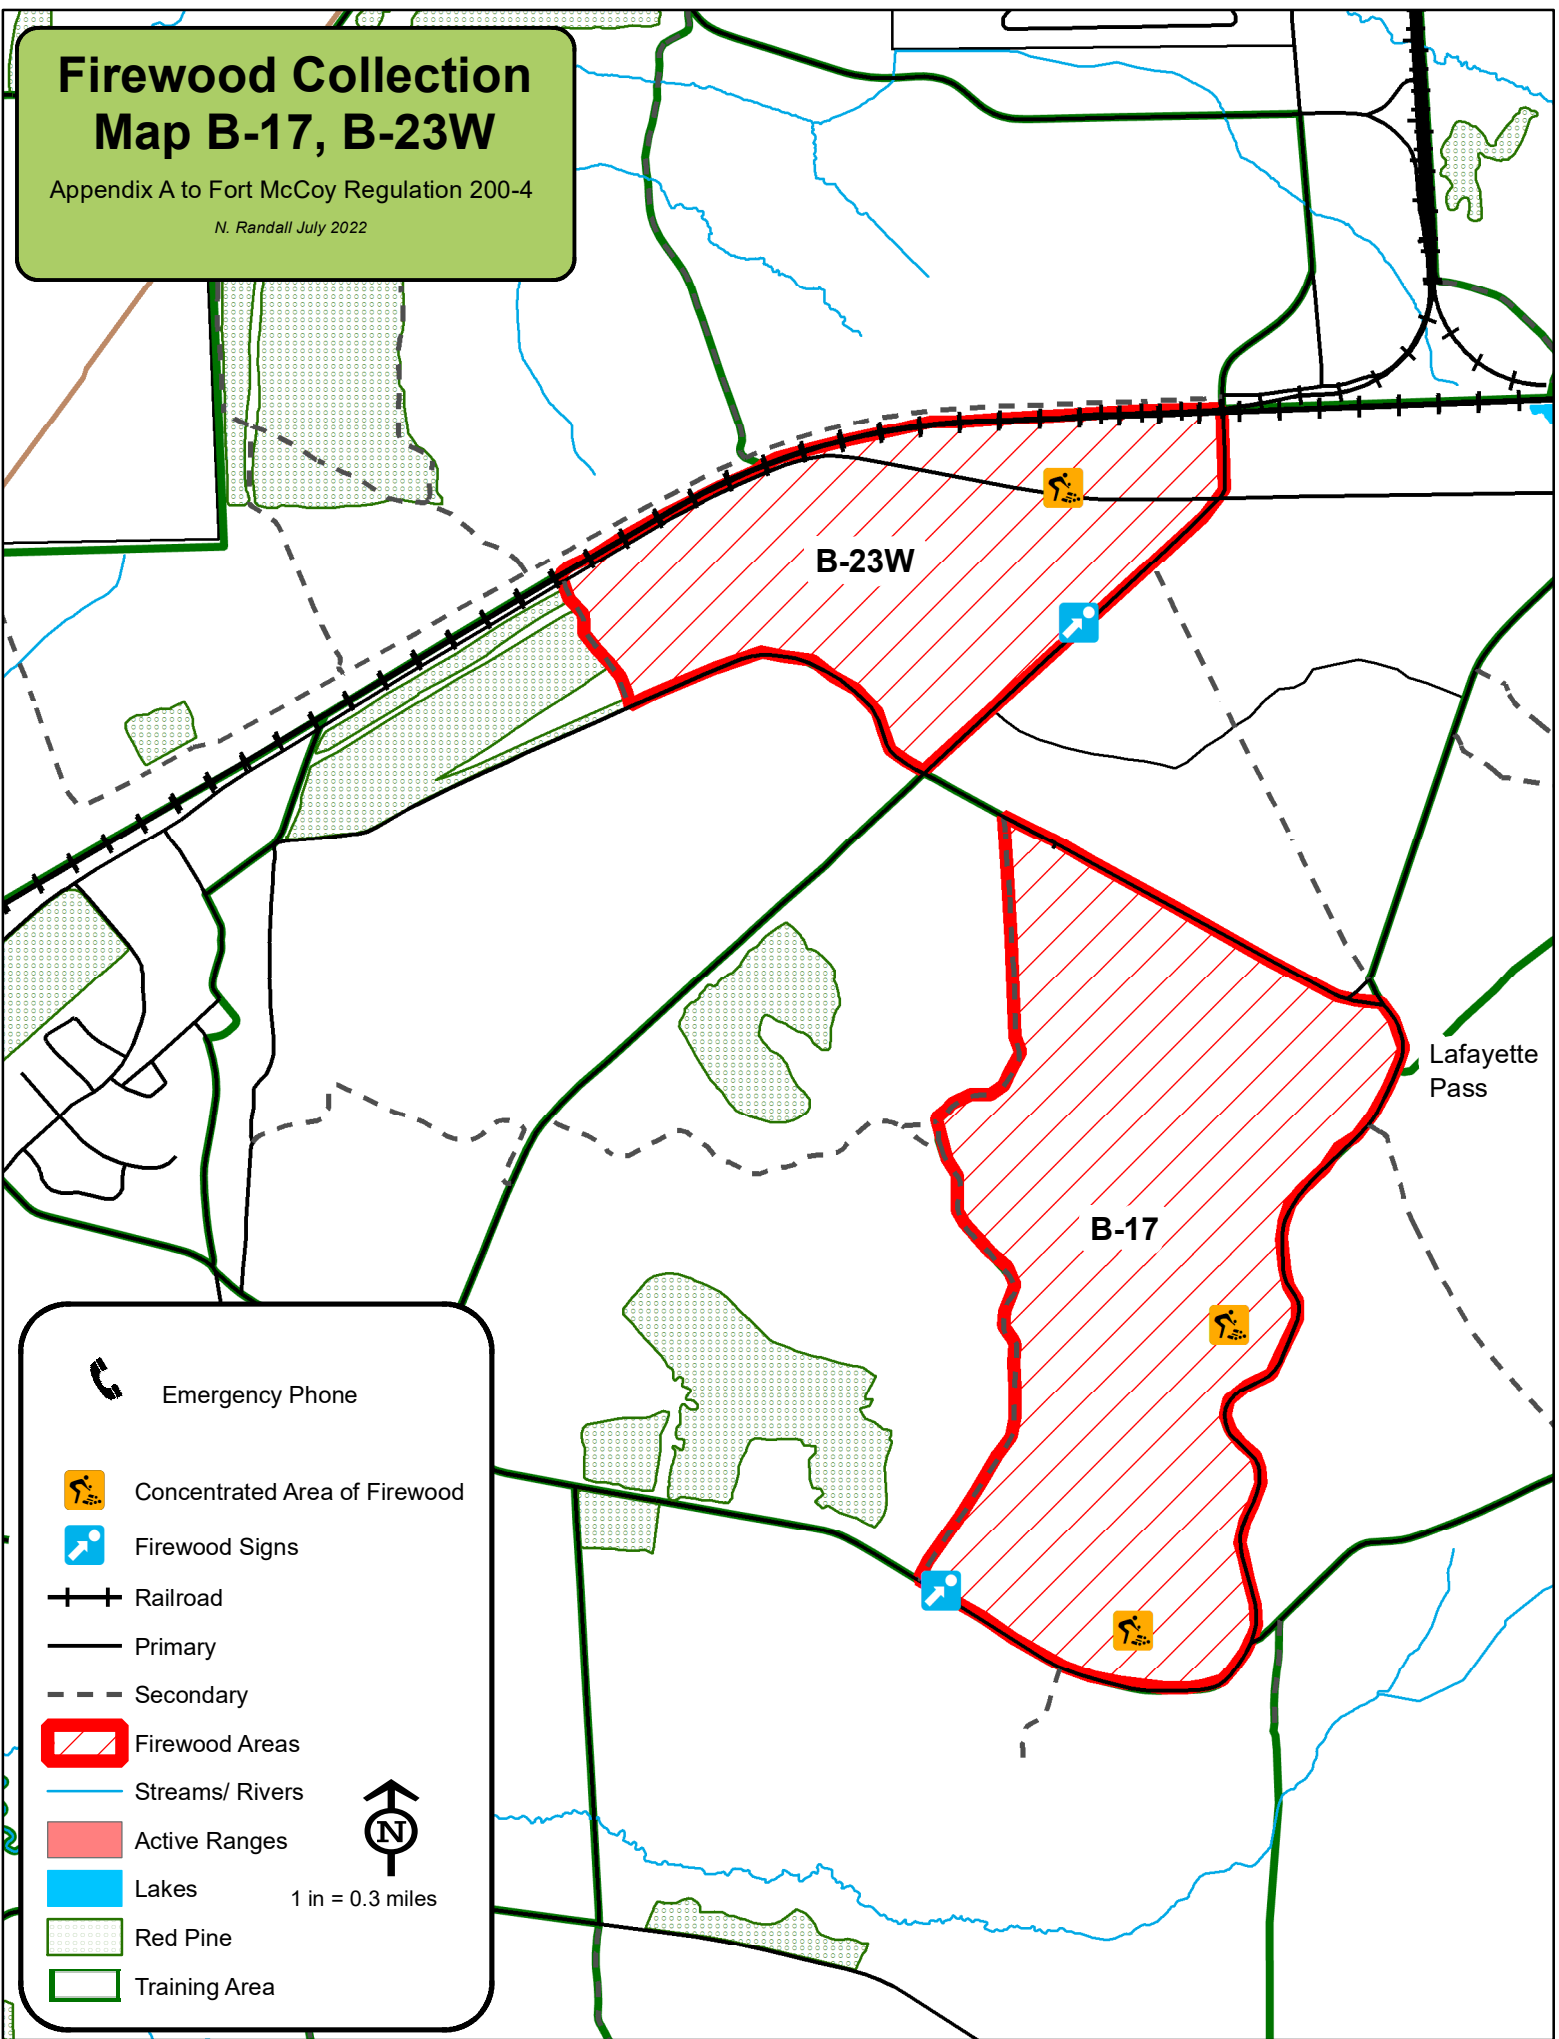 Firewood Collection
Map B-17, B-23W
Appendix A to Fort McCoy Regulation 200-4
N. Randall July 2022
B-23W
Lafayette
Pass
B-17
Emergency Phone
Concentrated Area of Firewood
Firewood Signs
Railroad
Primary
Secondary
Firewood Areas
Streams/ Rivers
Active Ranges
N
Lakes
1 in = 0.3 miles
Red Pine
Training Area